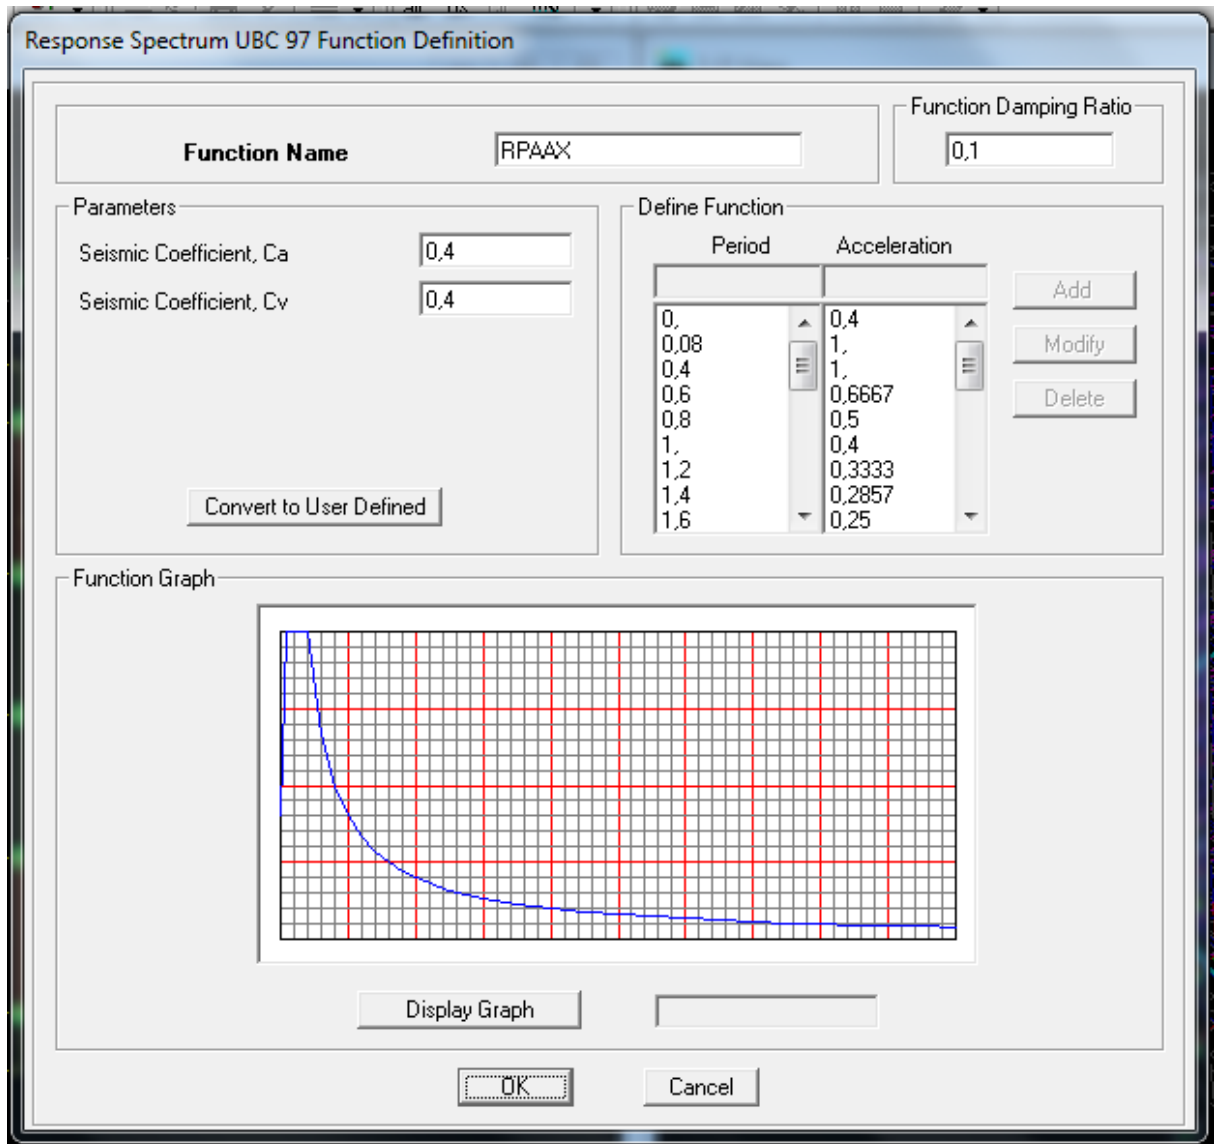 Response Spectrum UBC 97 Function Definition
Function Damping Ratio
Function Name RPAAX 0,1
Parameters
Seismic Coefficient, Ca 0,4
Seismic Coefficient, Cv 0,4
Convert to User Defined
Define Function
Period Acceleration
0, 0,4
0,08 1,
0,4 1,
0,6 0,6667
0,8 0,5
1, 0,4
1,2 0,3333
1,4 0,2857
1,6 0,25
Add
Modify
Delete
Function Graph
Display Graph
OK Cancel